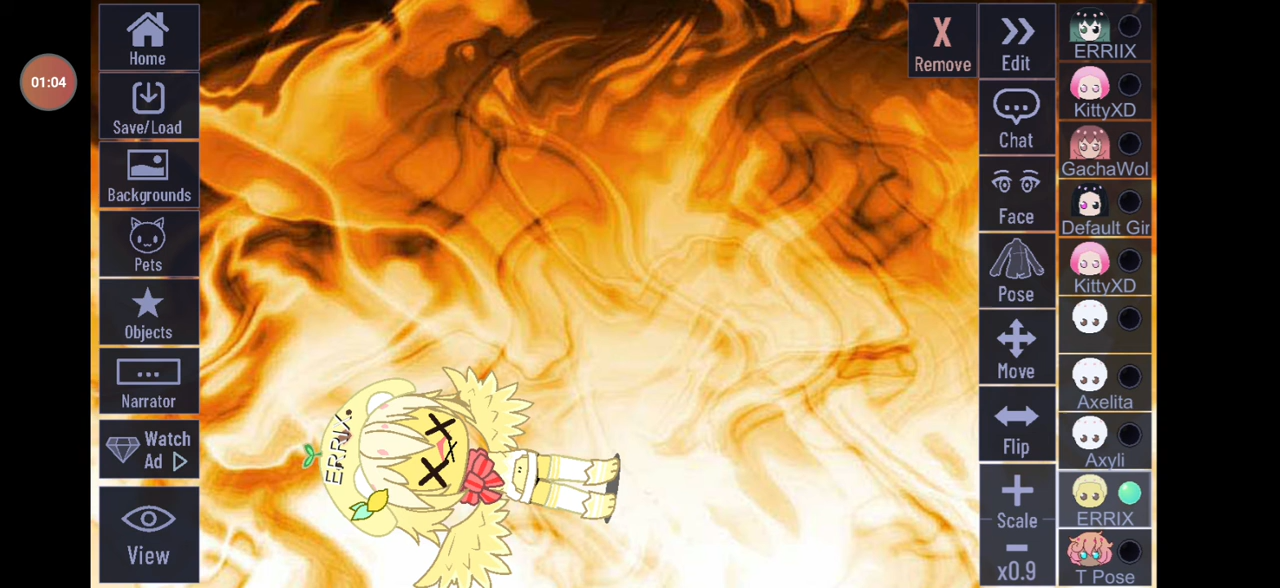 01:04
Home
Save/Load
Backgrounds
Pets
Objects
Narrator
Watch
Ad
View
ERRIX.
X
Remove
Edit
Chat
Face
Pose
Move
Flip
Scale
x0.9
ERRIIX
KittyXD
GachaWol
Default Gir
KittyXD
Axelita
Axyli
ERRIX
T Pose